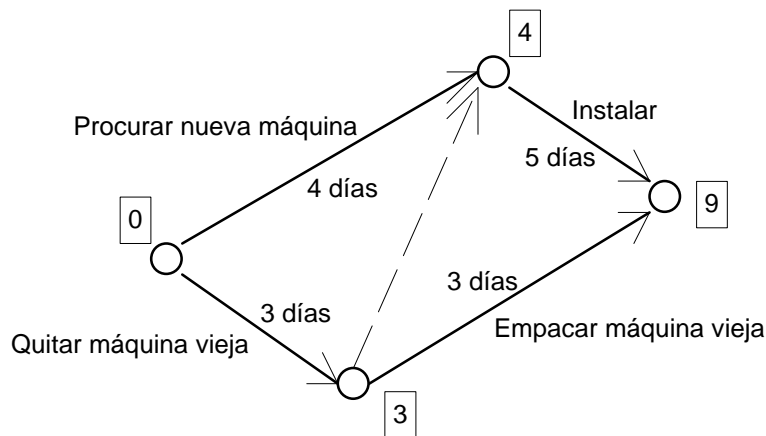 4
Instalar
Procurar nueva máquina
5 días
4 días
9
0
3 días
3 días
Empacar máquina vieja
Quitar máquina vieja
3